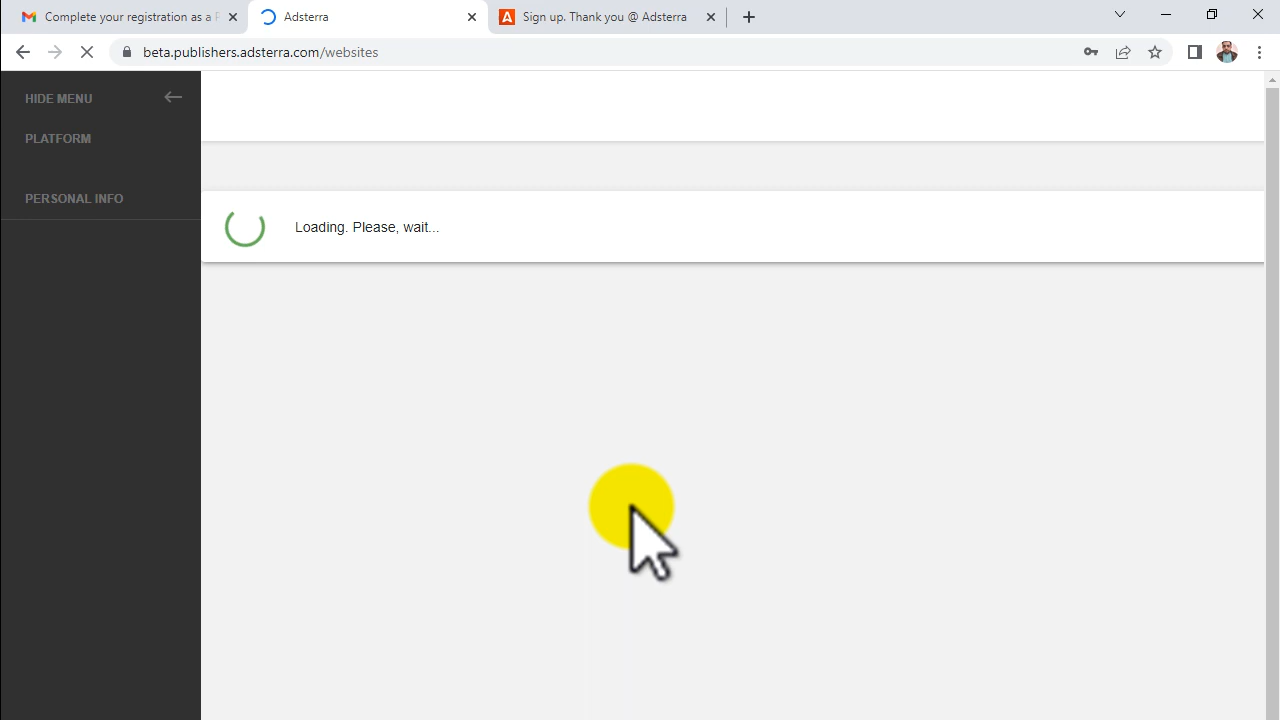 Complete your registration as a
Adsterra
Sign up. Thank you @ Adsterra
beta.publishers.adsterra.com/websites
HIDE MENU
PLATFORM
PERSONAL INFO
Loading. Please, wait...